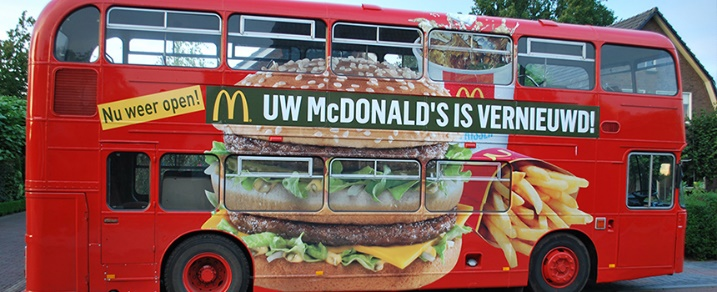 Nu weer open!
UW McDONALD'S IS VERNIEUWD!